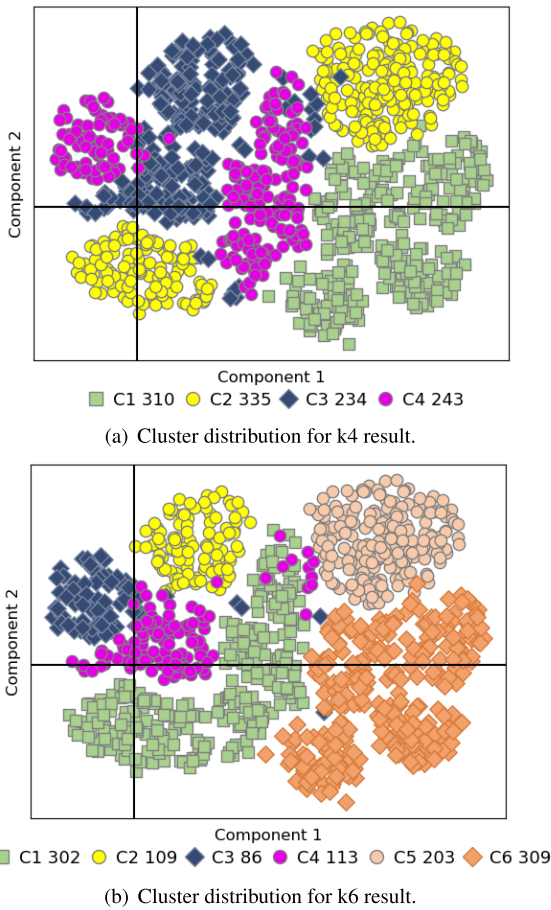 Component 2
Component 1
C1 310 C2 335 C3 234 C4 243
(a) Cluster distribution for k4 result.
Component 2
Component 1
C1 302 C2 109 C3 86 C4 113 C5 203 C6 309
(b) Cluster distribution for k6 result.